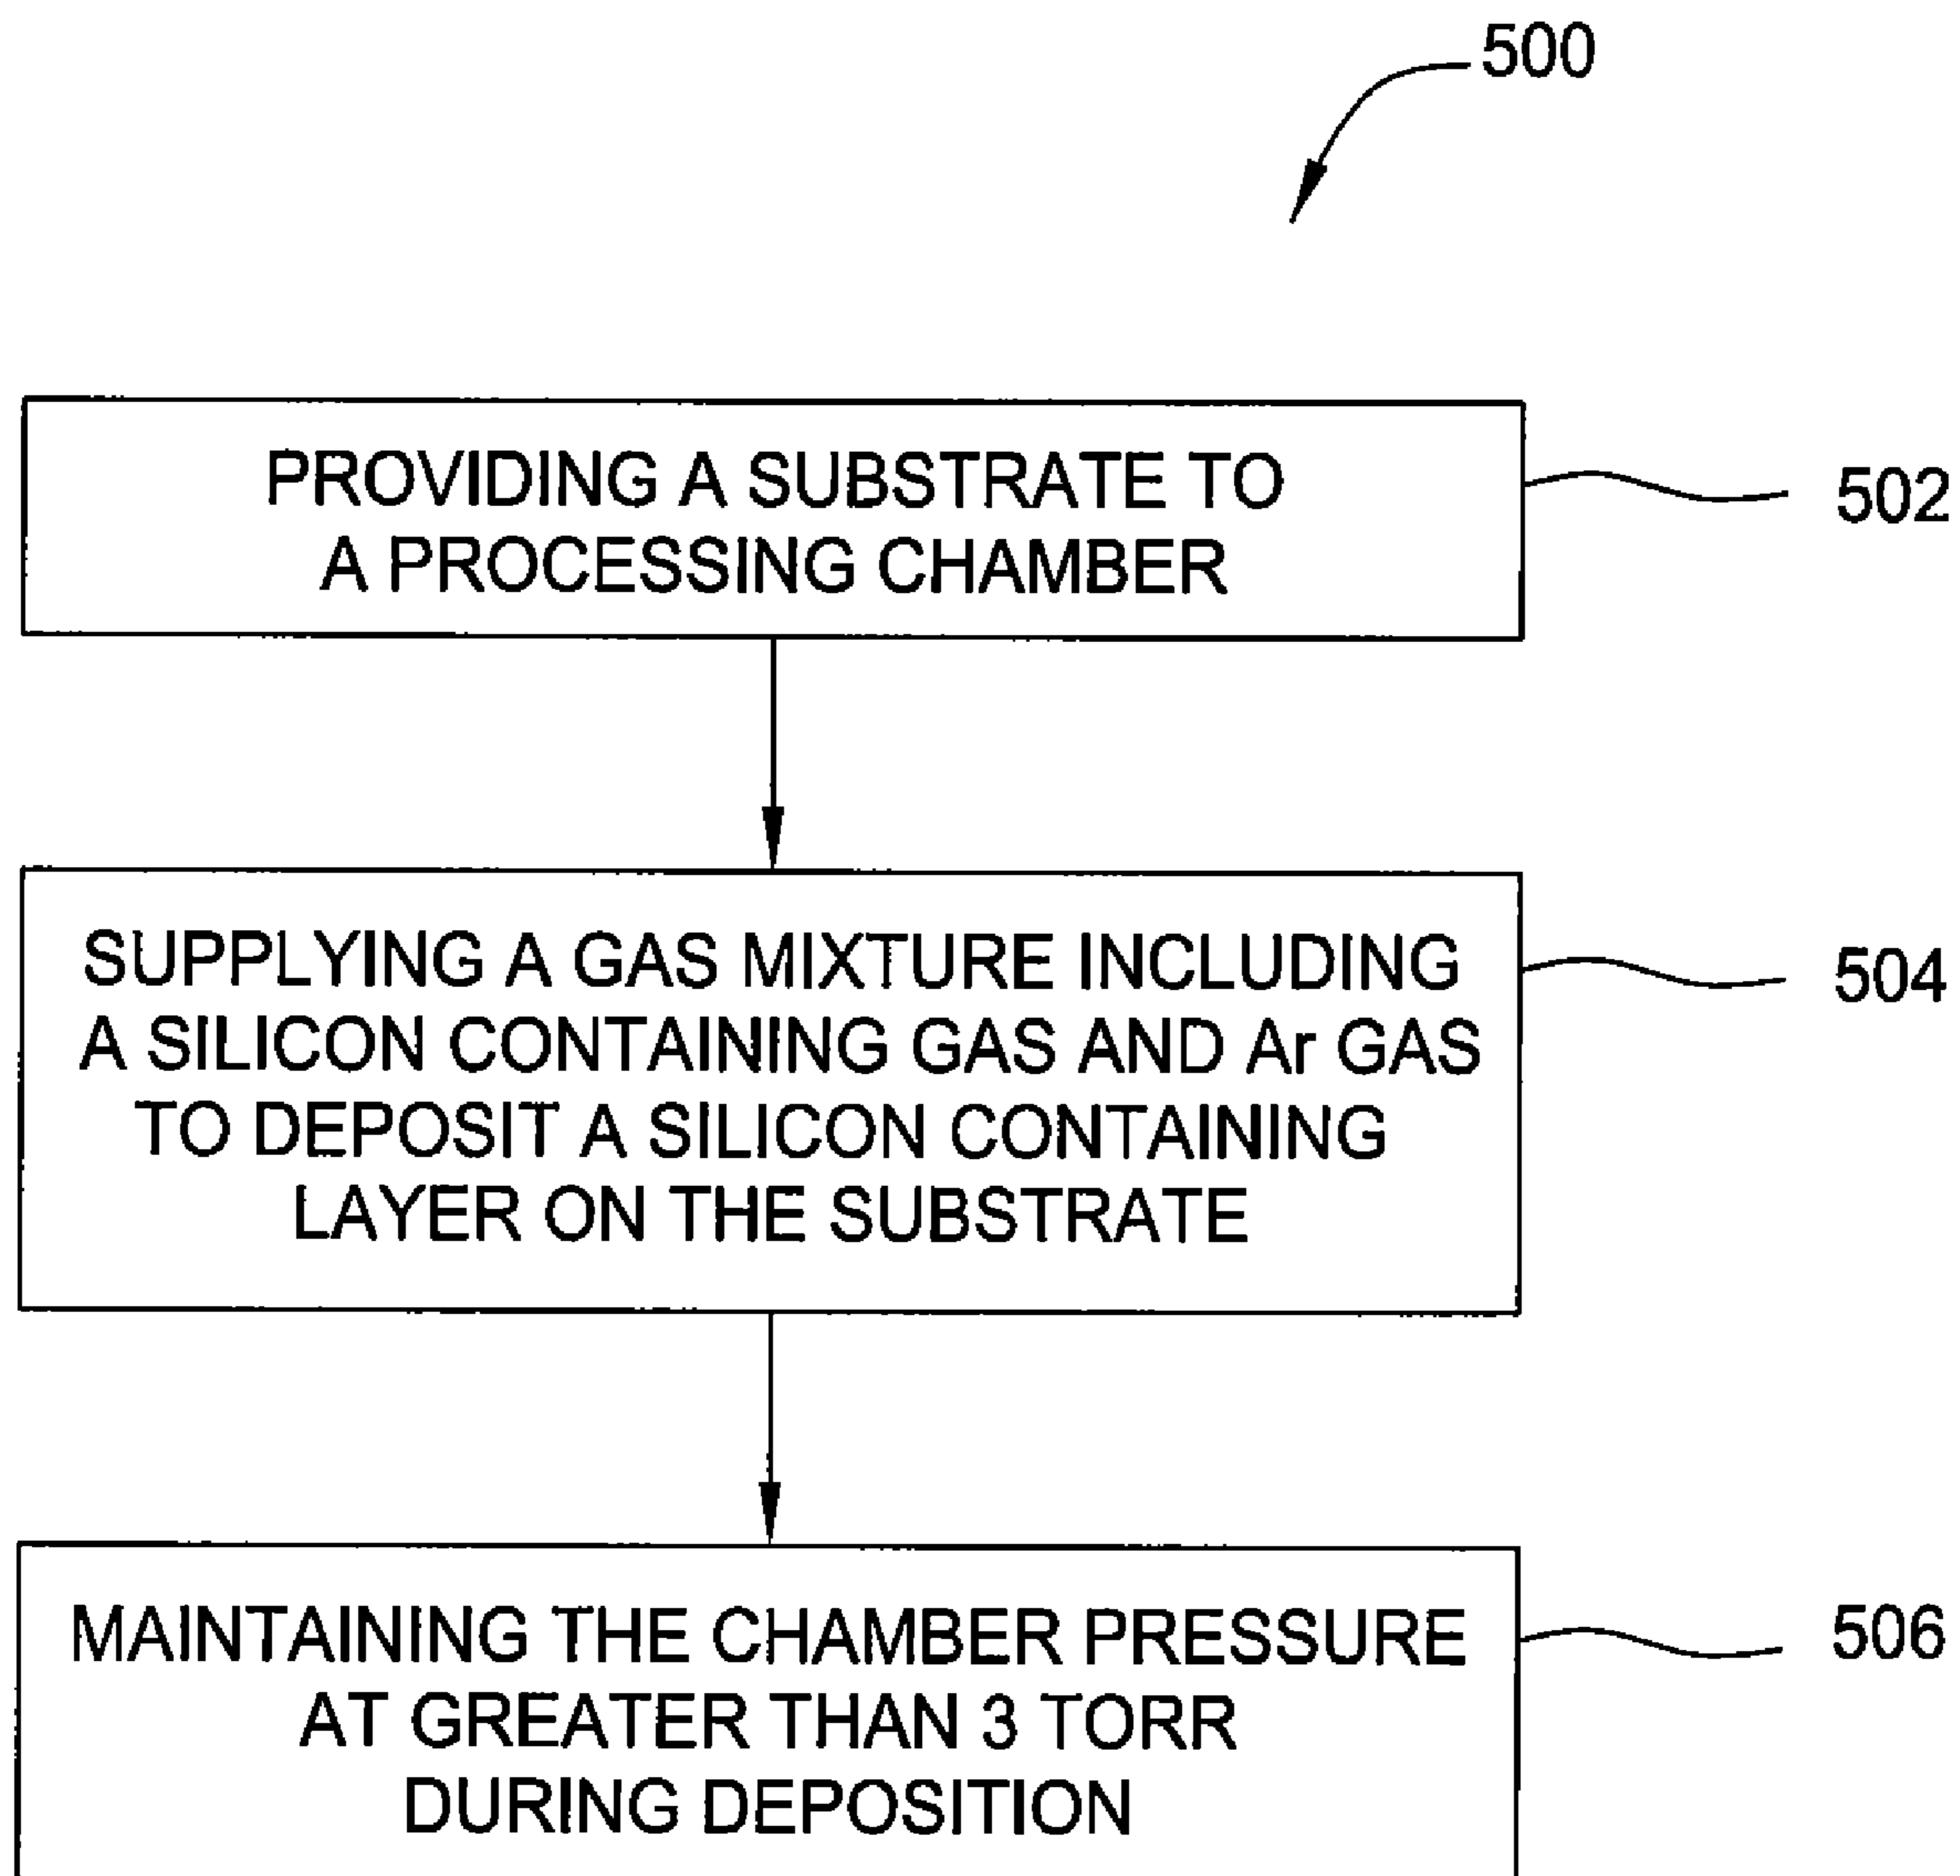 500
PROVIDING A SUBSTRATE TO
A PROCESSING CHAMBER
502
SUPPLYING A GAS MIXTURE INCLUDING
A SILICON CONTAINING GAS AND Ar GAS
TO DEPOSIT A SILICON CONTAINING
LAYER ON THE SUBSTRATE
504
MAINTAINING THE CHAMBER PRESSURE
AT GREATER THAN 3 TORR
DURING DEPOSITION
506